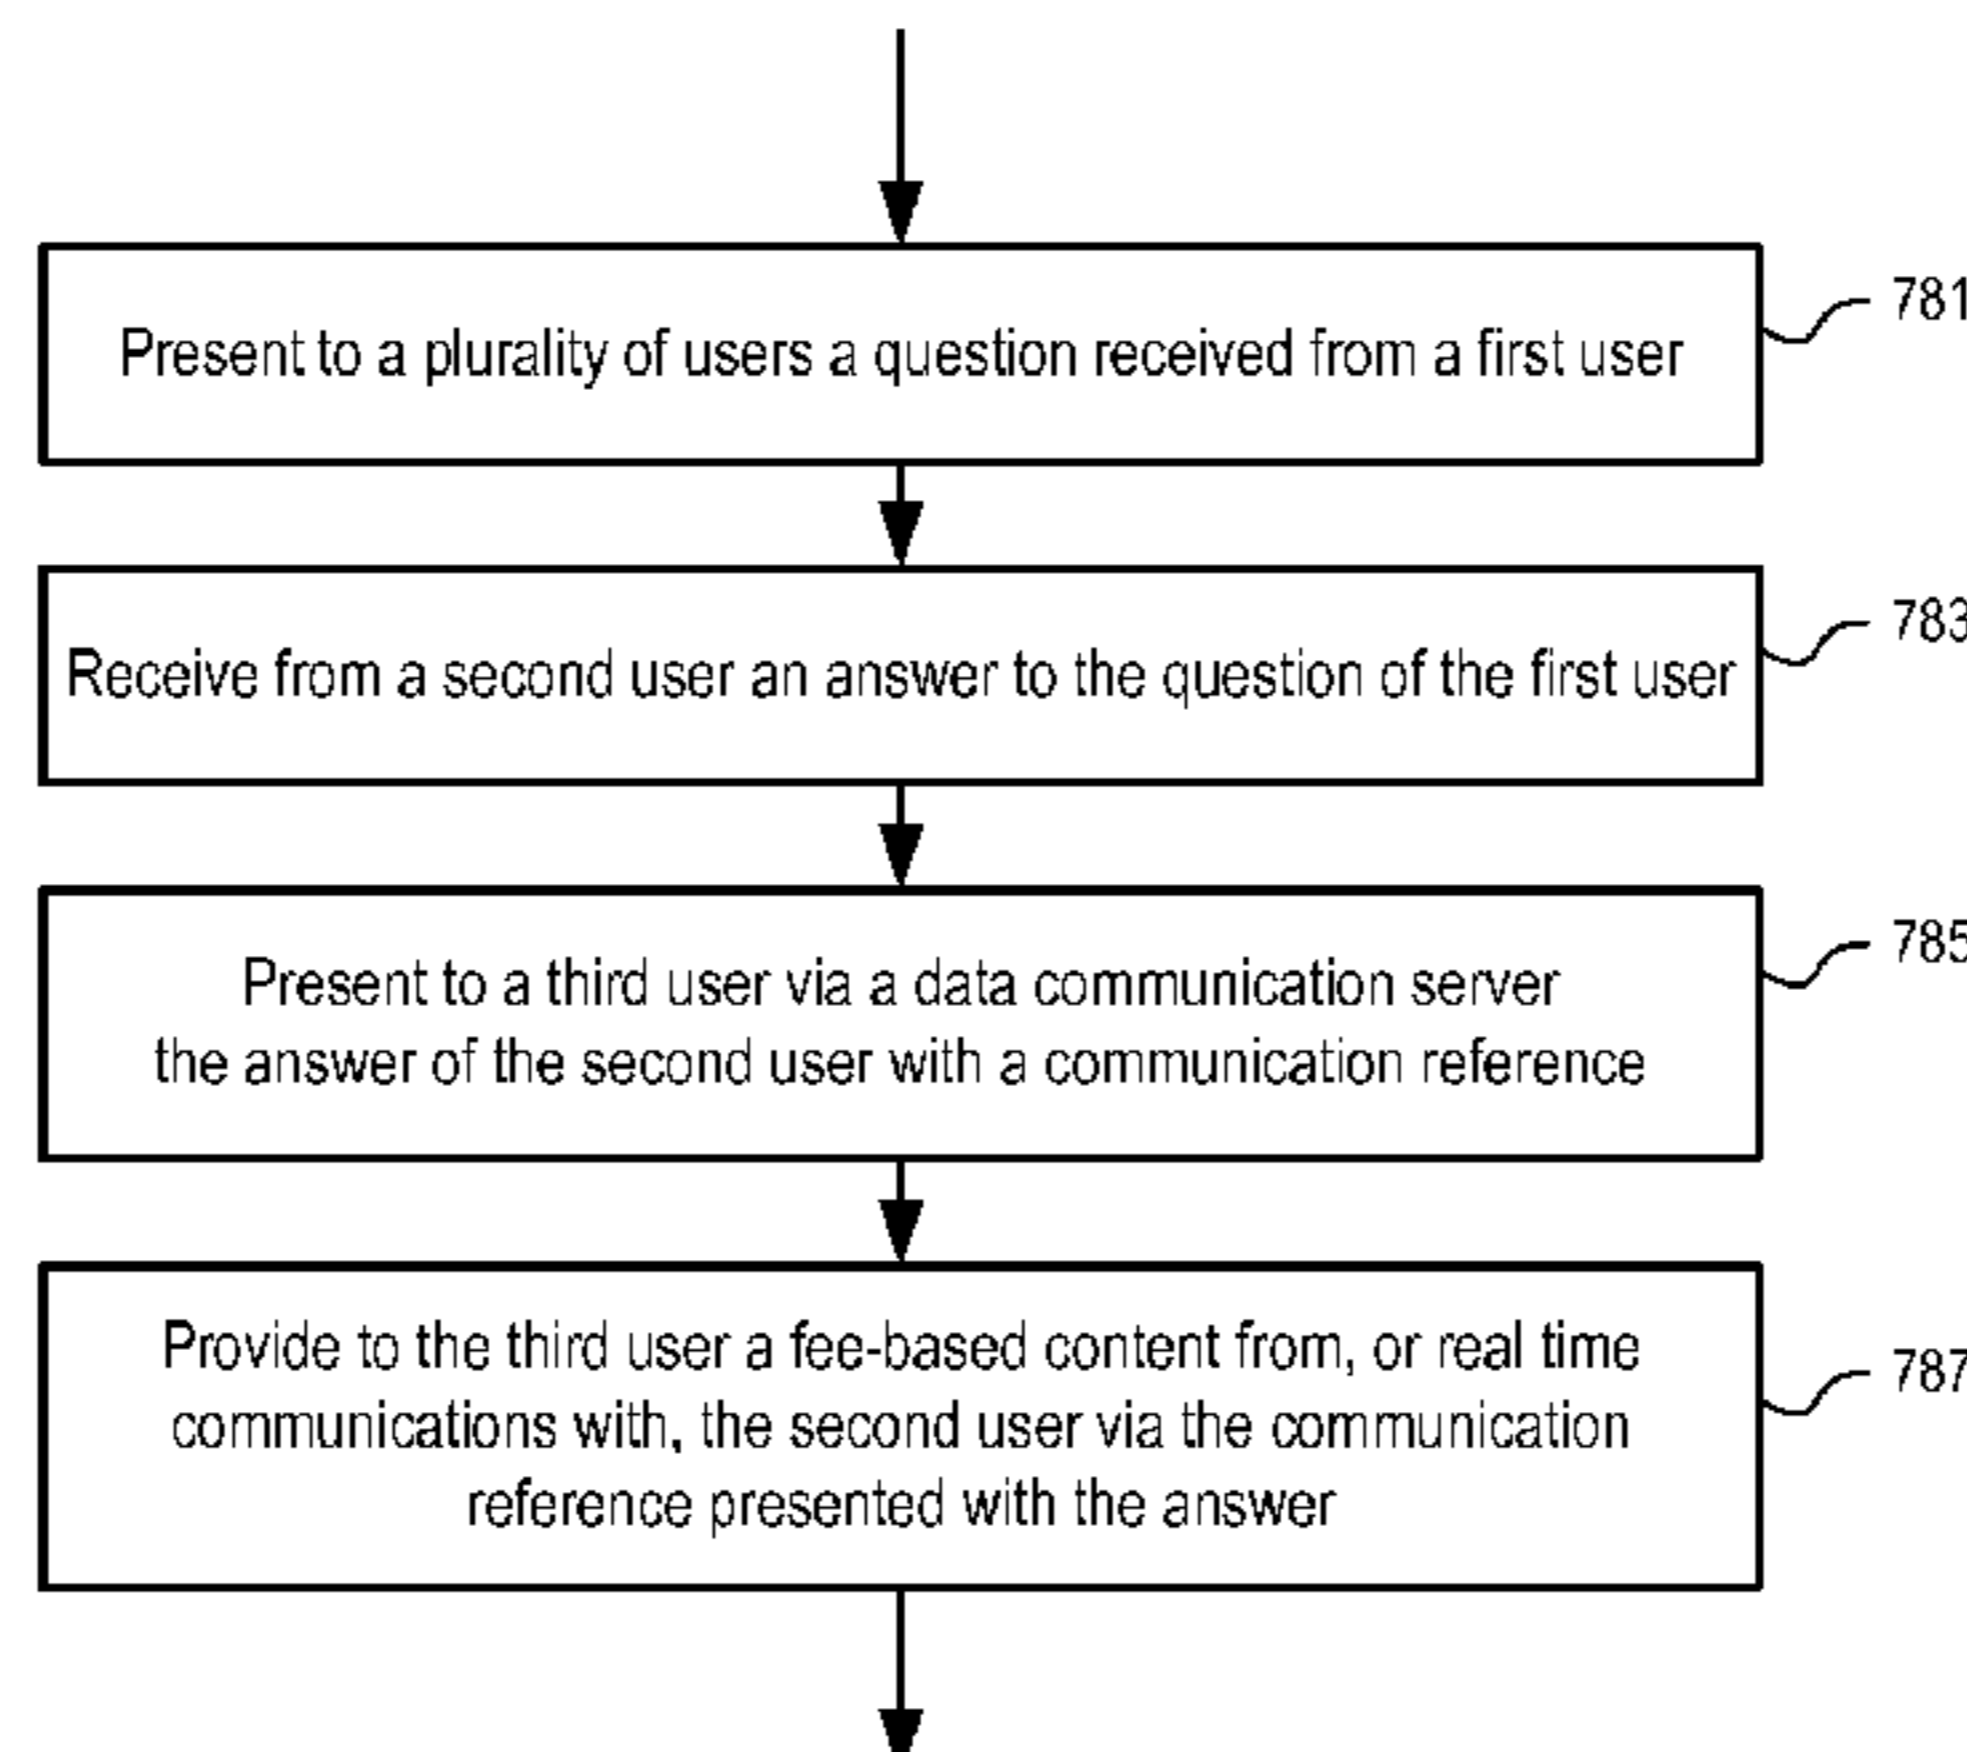 Present to a plurality of users a question received from a first user
781
Receive from a second user an answer to the question of the first user
783
Present to a third user via a data communication server
the answer of the second user with a communication reference
785
Provide to the third user a fee-based content from, or real time
communications with, the second user via the communication
reference presented with the answer
787